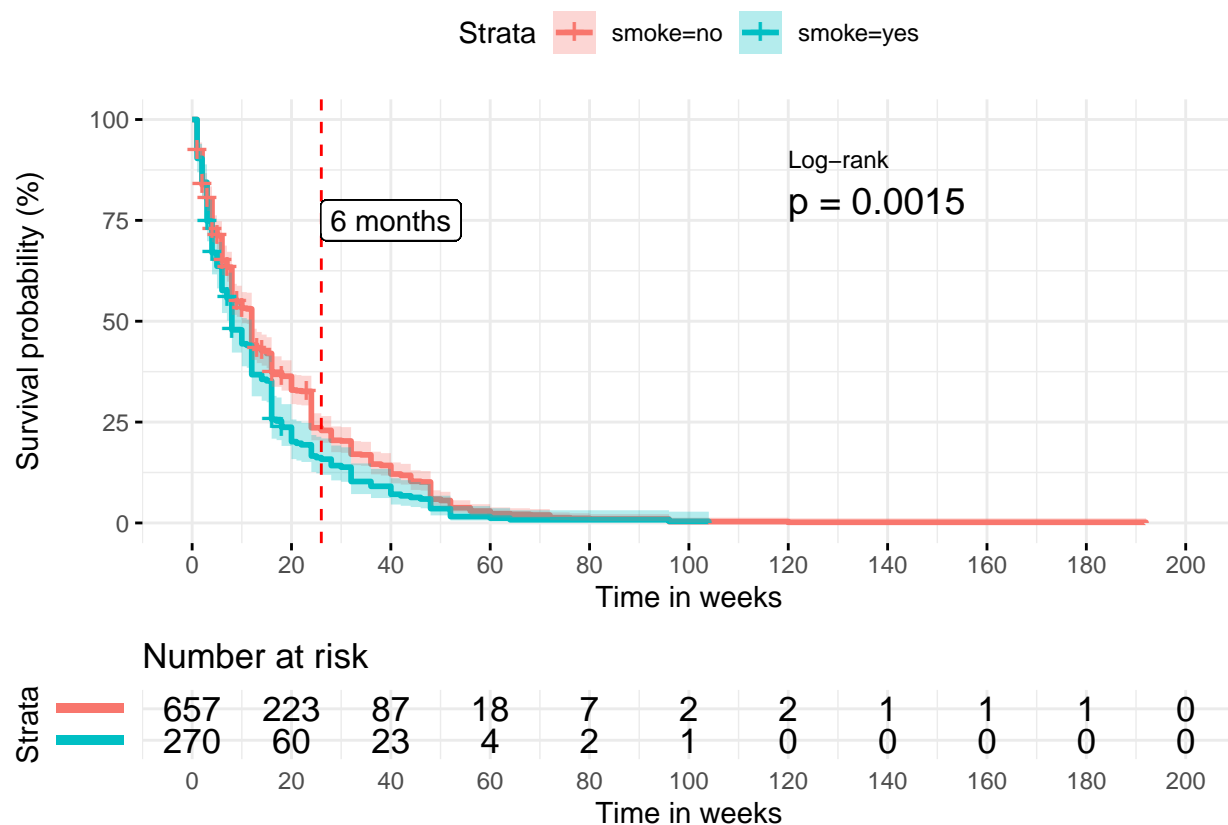 Strata smoke=no smoke=yes
Survival probability (%)
100
75
50
25
0
Log−rank
p = 0.0015
6 months
0 20 40 60 80 100 120 140 160 180 200
Time in weeks
Number at risk
Strata
657 223 87 18 7 2 2 1 1 1 0
270 60 23 4 2 1 0 0 0 0 0
0 20 40 60 80 100 120 140 160 180 200
Time in weeks